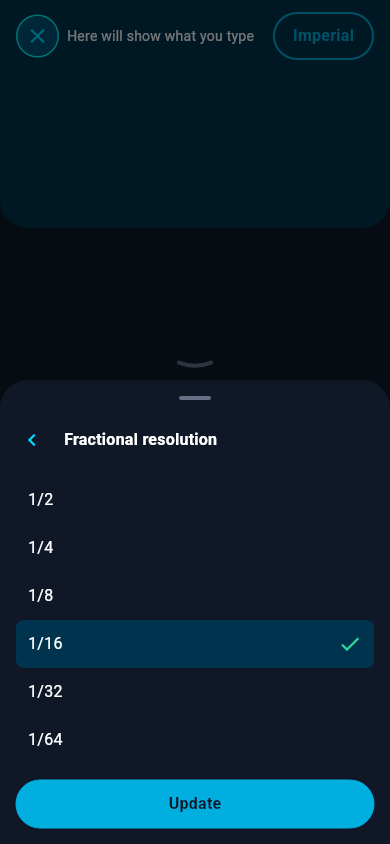 Here will show what you type
Imperial
Fractional resolution
1/2
1/4
1/8
1/16
1/32
1/64
Update